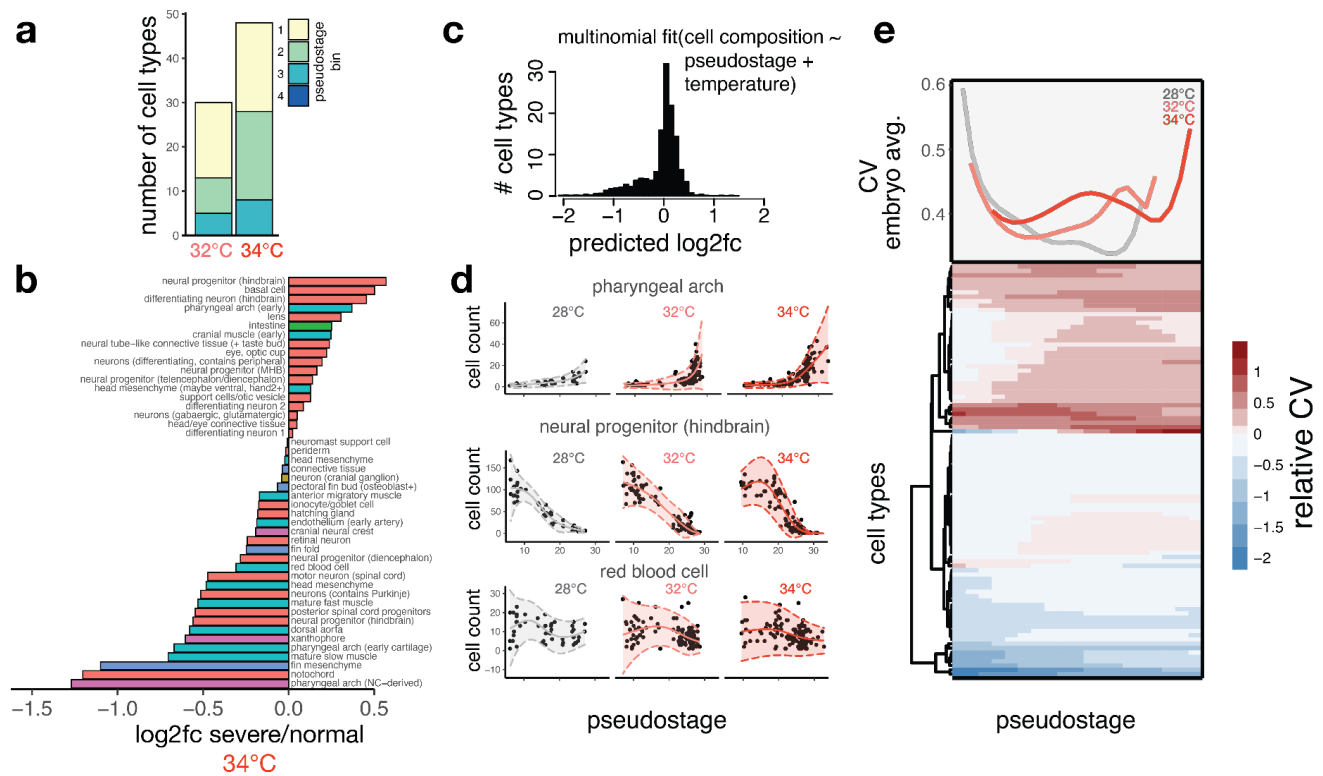 a
number of cell types
50
40
30
20
10
0
32°C
34°C
1
2
3
4
pseudostage
bin
b
neural progenitor (hindbrain)
basal cell
differentiating neuron (hindbrain)
pharyngeal arch (early)
lens
intestine
cranial muscle (early)
neural tube-like connective tissue (+ taste bud)
eye, optic cup
neurons (differentiating, contains peripheral)
neural progenitor (MHB)
neural progenitor (telencephalon/diencephalon)
head mesenchyme (maybe ventral, hand2+)
support cells/otic vesicle
differentiating neuron 2
neurons (gabaergic, glutamatergic)
head/eye connective tissue
differentiating neuron 1
neuromast support cell
periderm
head mesenchyme
connective tissue
neuron (cranial ganglion)
pectoral fin bud (osteoblast+)
anterior migratory muscle
ionocyte/goblet cell
hatching gland
endothelium (early artery)
cranial neural crest
retinal neuron
fin fold
neural progenitor (diencephalon)
red blood cell
motor neuron (spinal cord)
head mesenchyme
neurons (contains Purkinje)
mature fast muscle
posterior spinal cord progenitors
neural progenitor (hindbrain)
dorsal aorta
xanthophore
pharyngeal arch (early cartilage)
mature slow muscle
fin mesenchyme
notochord
pharyngeal arch (NC-derived)
−1.5 −1.0 −0.5 0.0 0.5
log2fc severe/normal
34°C
c
multinomial fit(cell composition ~
pseudostage +
temperature)
# cell types
30
20
10
0
−2 −1 0 1 2
predicted log2fc
d
pharyngeal arch
cell count
60
40
20
0
28°C
32°C
34°C
neural progenitor (hindbrain)
cell count
150
100
50
0
28°C
32°C
34°C
10 20 30
10 20 30
10 20 30
red blood cell
cell count
30
20
10
0
−10
28°C
32°C
34°C
pseudostage
e
CV
embryo avg.
0.6
0.5
0.4
28°C
32°C
34°C
cell types
pseudostage
relative CV
1
0.5
0
−0.5
−1
−1.5
−2